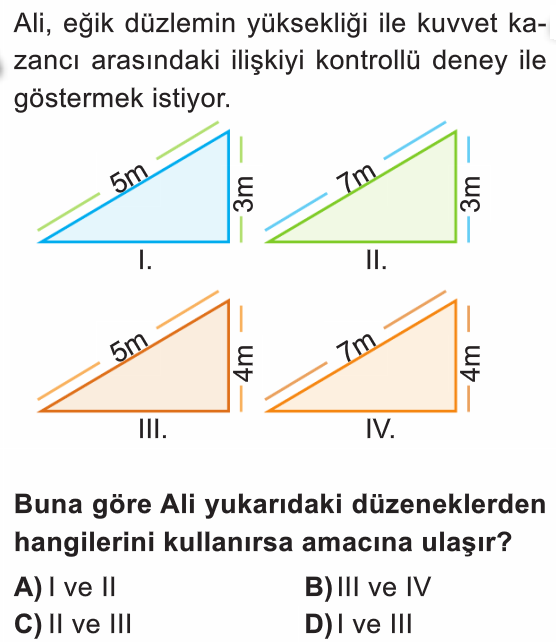 Ali, eğik düzlemin yüksekliği ile kuvvet ka-
zancı arasındaki ilişkiyi kontrollü deney ile
göstermek istiyor.
5m
3m
7m
3m
I.
II.
5m
4m
7m
4m
III.
IV.
Buna göre Ali yukarıdaki düzeneklerden
hangilerini kullanırsa amacına ulaşır?
A) I ve II
B) III ve IV
C) II ve III
D) I ve III